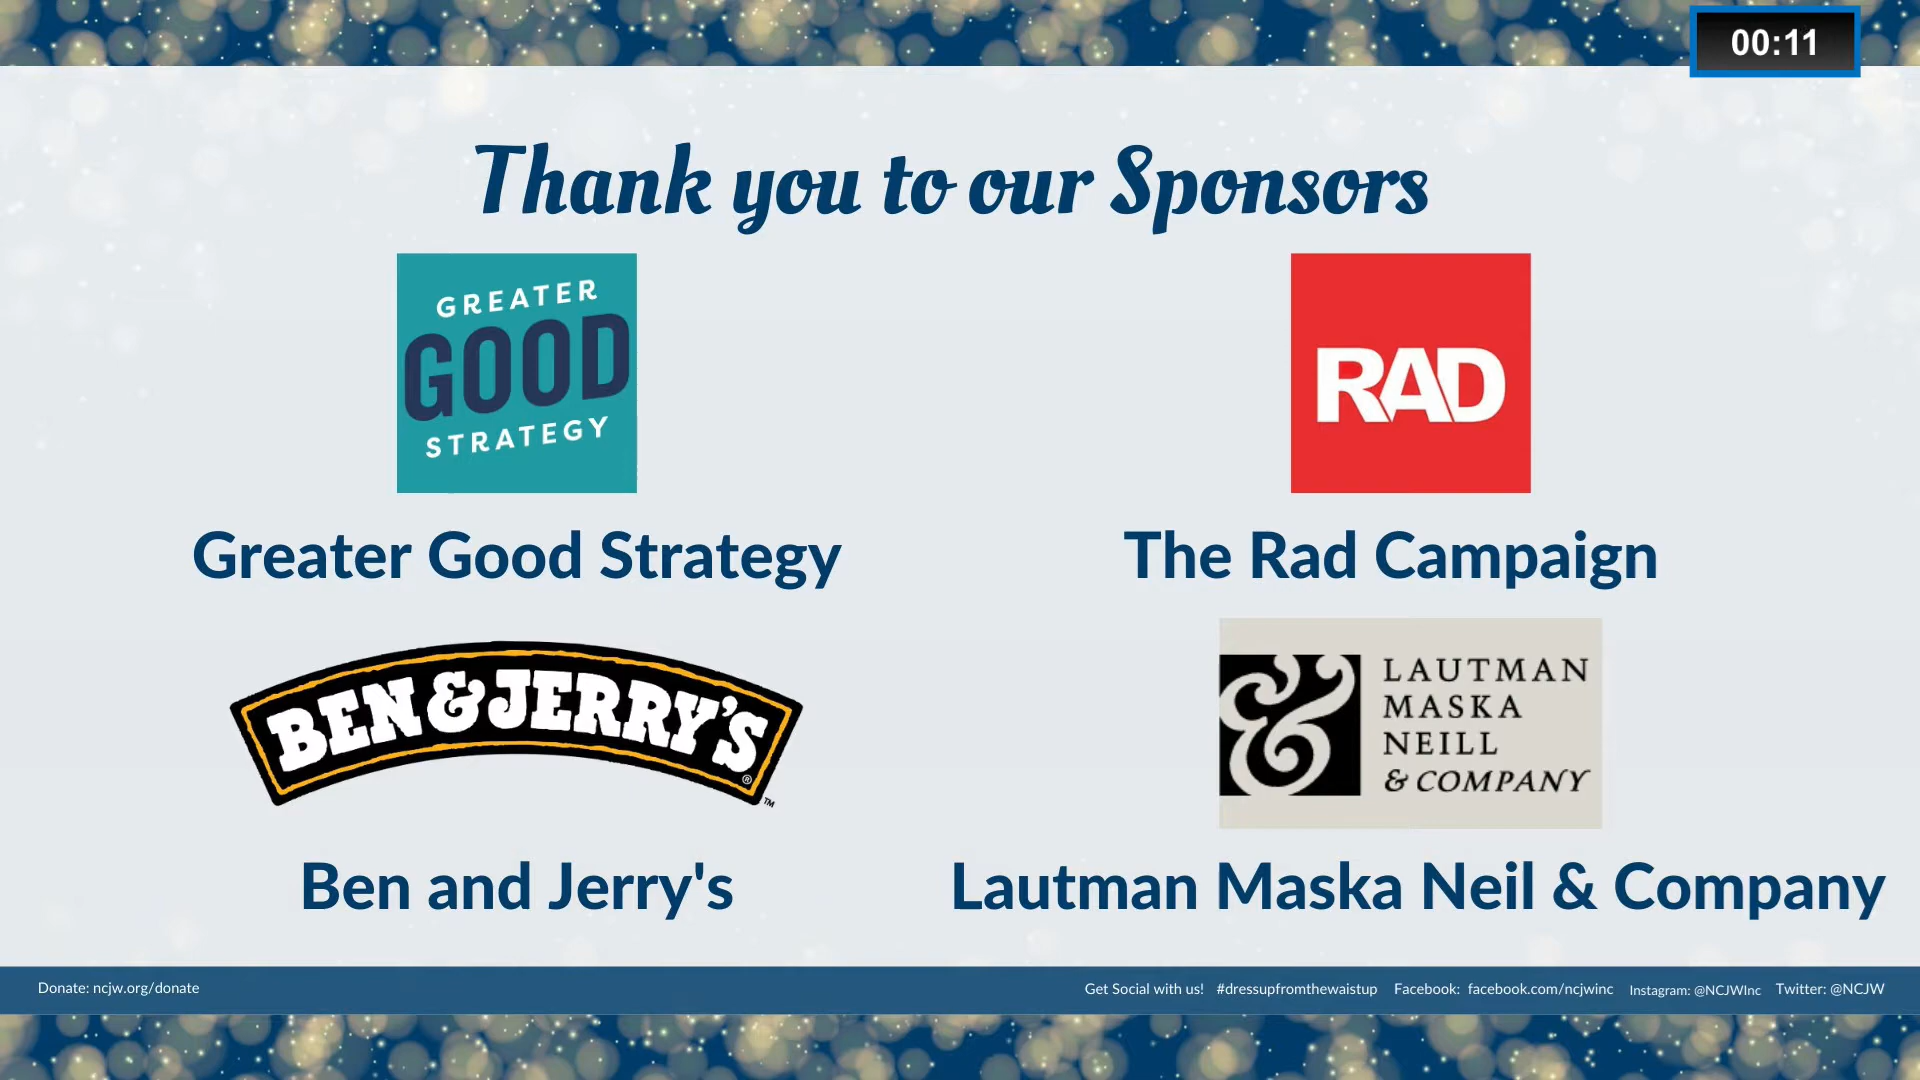 00:11
Thank you to our Sponsors
GREATER
GOOD
STRATEGY
RAD
Greater Good Strategy
The Rad Campaign
BEN & JERRY'S
®
™
&
LAUTMAN
MASKA
NEILL
& COMPANY
Ben and Jerry's
Lautman Maska Neil & Company
Donate: ncjw.org/donate
Get Social with us! #dressupfromthewaistup Facebook: facebook.com/ncjwinc Instagram: @NCJWInc Twitter: @NCJW